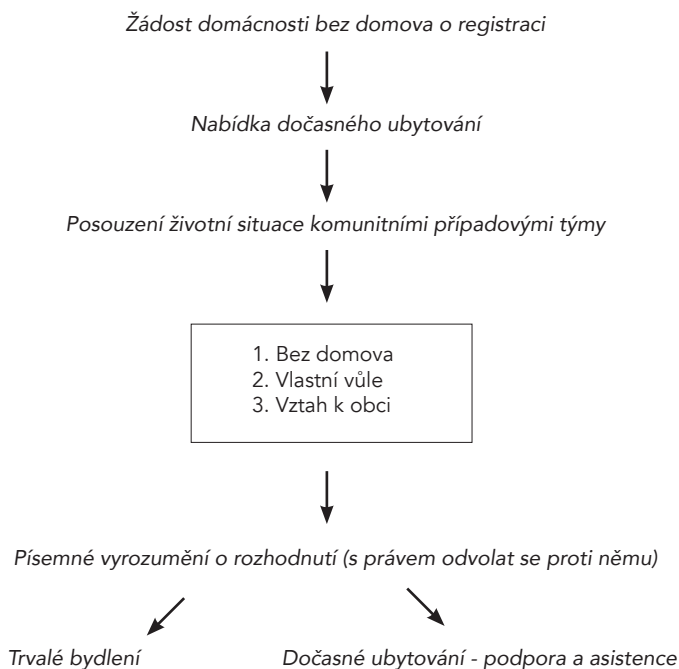 Žádost domácnosti bez domova o registraci
Nabídka dočasného ubytování
Posouzení životní situace komunitními případovými týmy
1. Bez domova
2. Vlastní vůle
3. Vztah k obci
Písemné vyrozumění o rozhodnutí (s právem odvolat se proti němu)
Trvalé bydlení
Dočasné ubytování - podpora a asistence